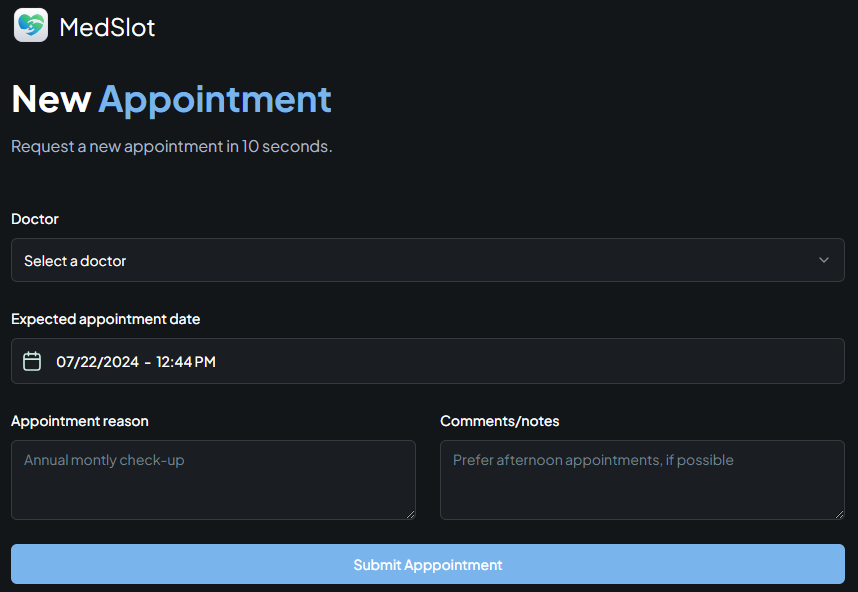 MedSlot
New Appointment
Request a new appointment in 10 seconds.
Doctor
Select a doctor
Expected appointment date
07/22/2024 - 12:44 PM
Appointment reason
Comments/notes
Annual montly check-up
Prefer afternoon appointments, if possible
Submit Apppointment